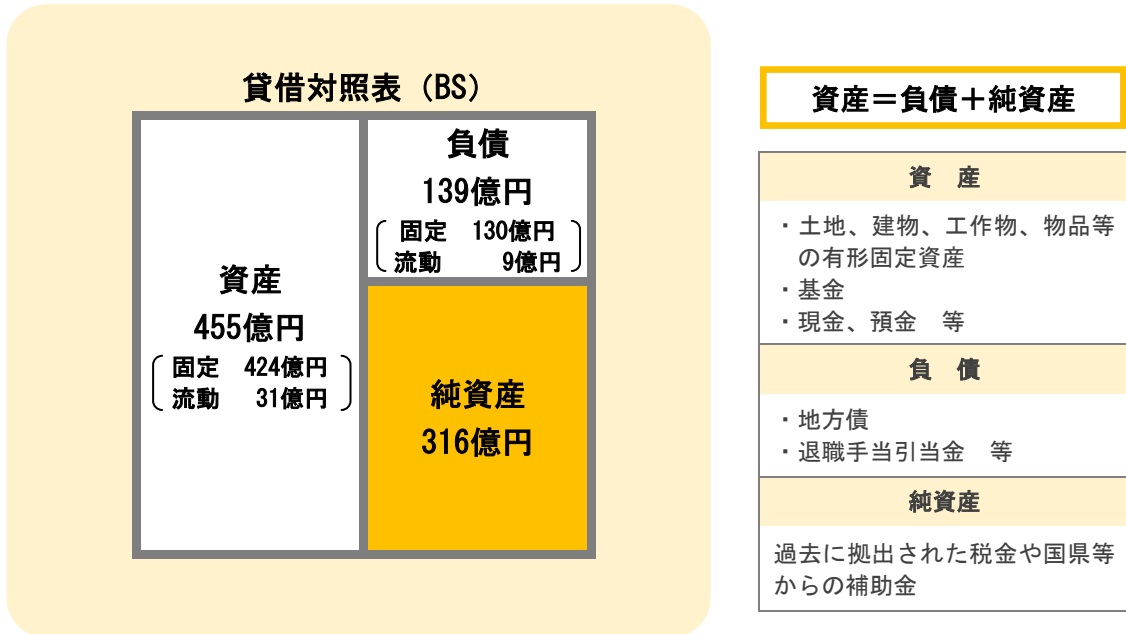 貸借対照表（BS）
資産
455億円
固定　424億円
流動　31億円
負債
139億円
固定　130億円
流動　9億円
純資産
316億円
資産＝負債＋純資産
資　産
・土地、建物、工作物、物品等
の有形固定資産
・基金
・現金、預金　等
負　債
・地方債
・退職手当引当金　等
純資産
過去に拠出された税金や国県等
からの補助金